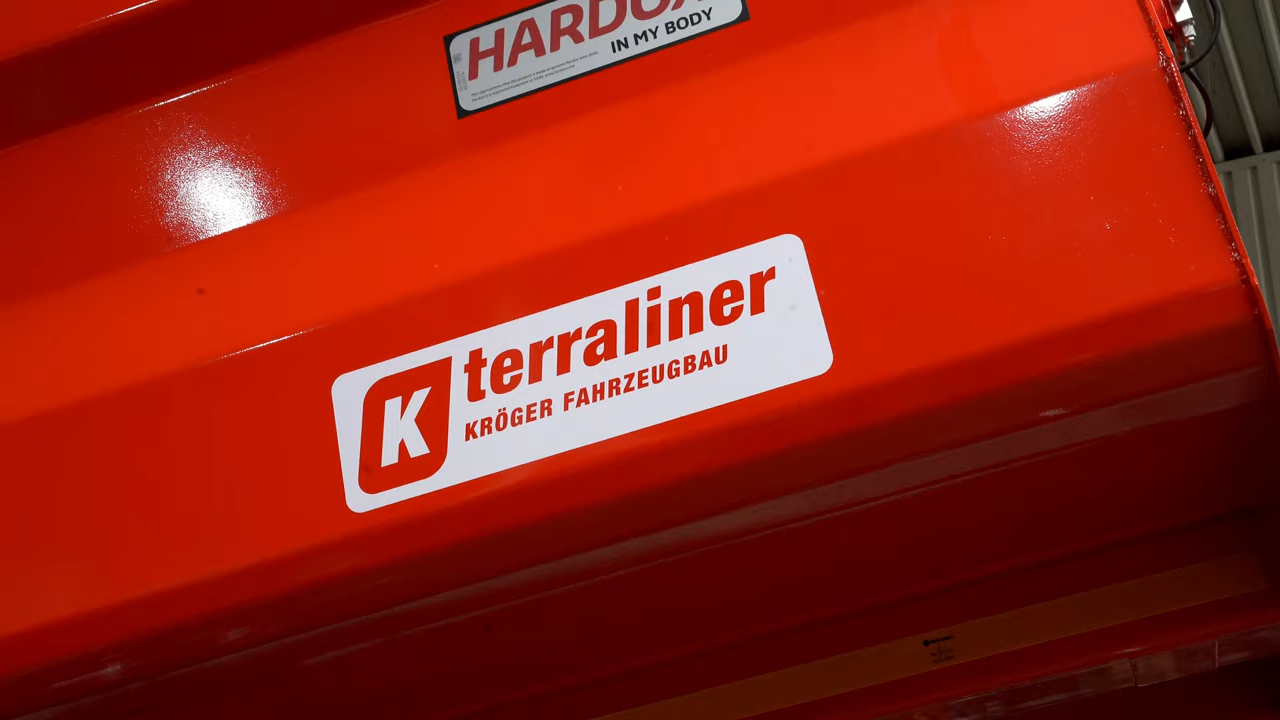 HARDOX
IN MY BODY
terraliner
K
KRÖGER FAHRZEUGBAU